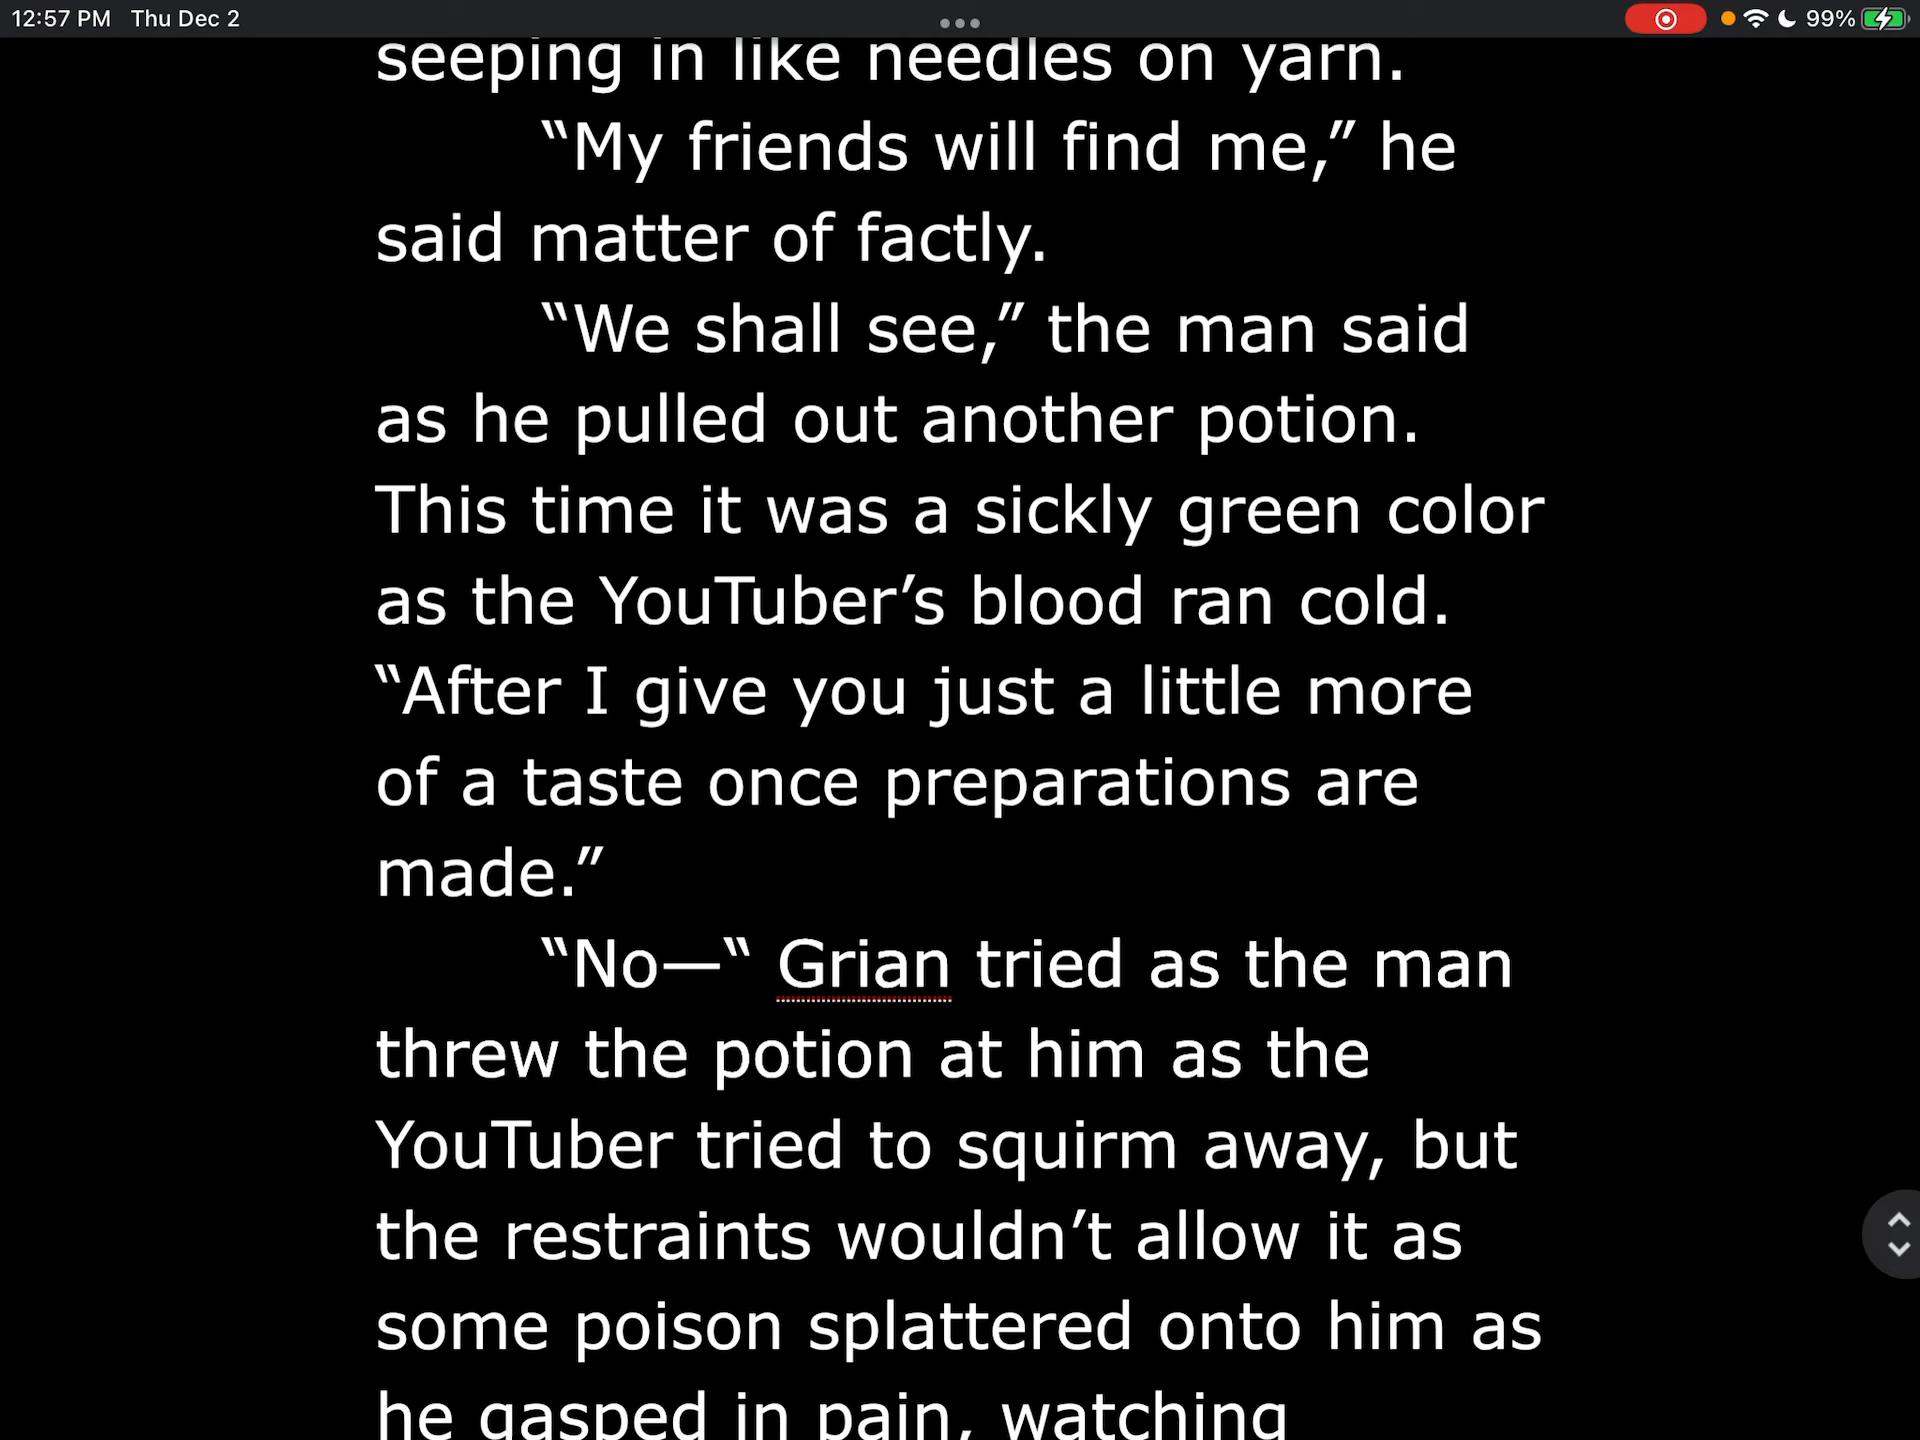 12:57 PM Thu Dec 2
99%
seeping in like needles on yarn.
“My friends will find me,” he
said matter of factly.
“We shall see,” the man said
as he pulled out another potion.
This time it was a sickly green color
as the YouTuber’s blood ran cold.
“After I give you just a little more
of a taste once preparations are
made.”
“No—“ Grian tried as the man
threw the potion at him as the
YouTuber tried to squirm away, but
the restraints wouldn’t allow it as
some poison splattered onto him as
he gasped in pain, watching